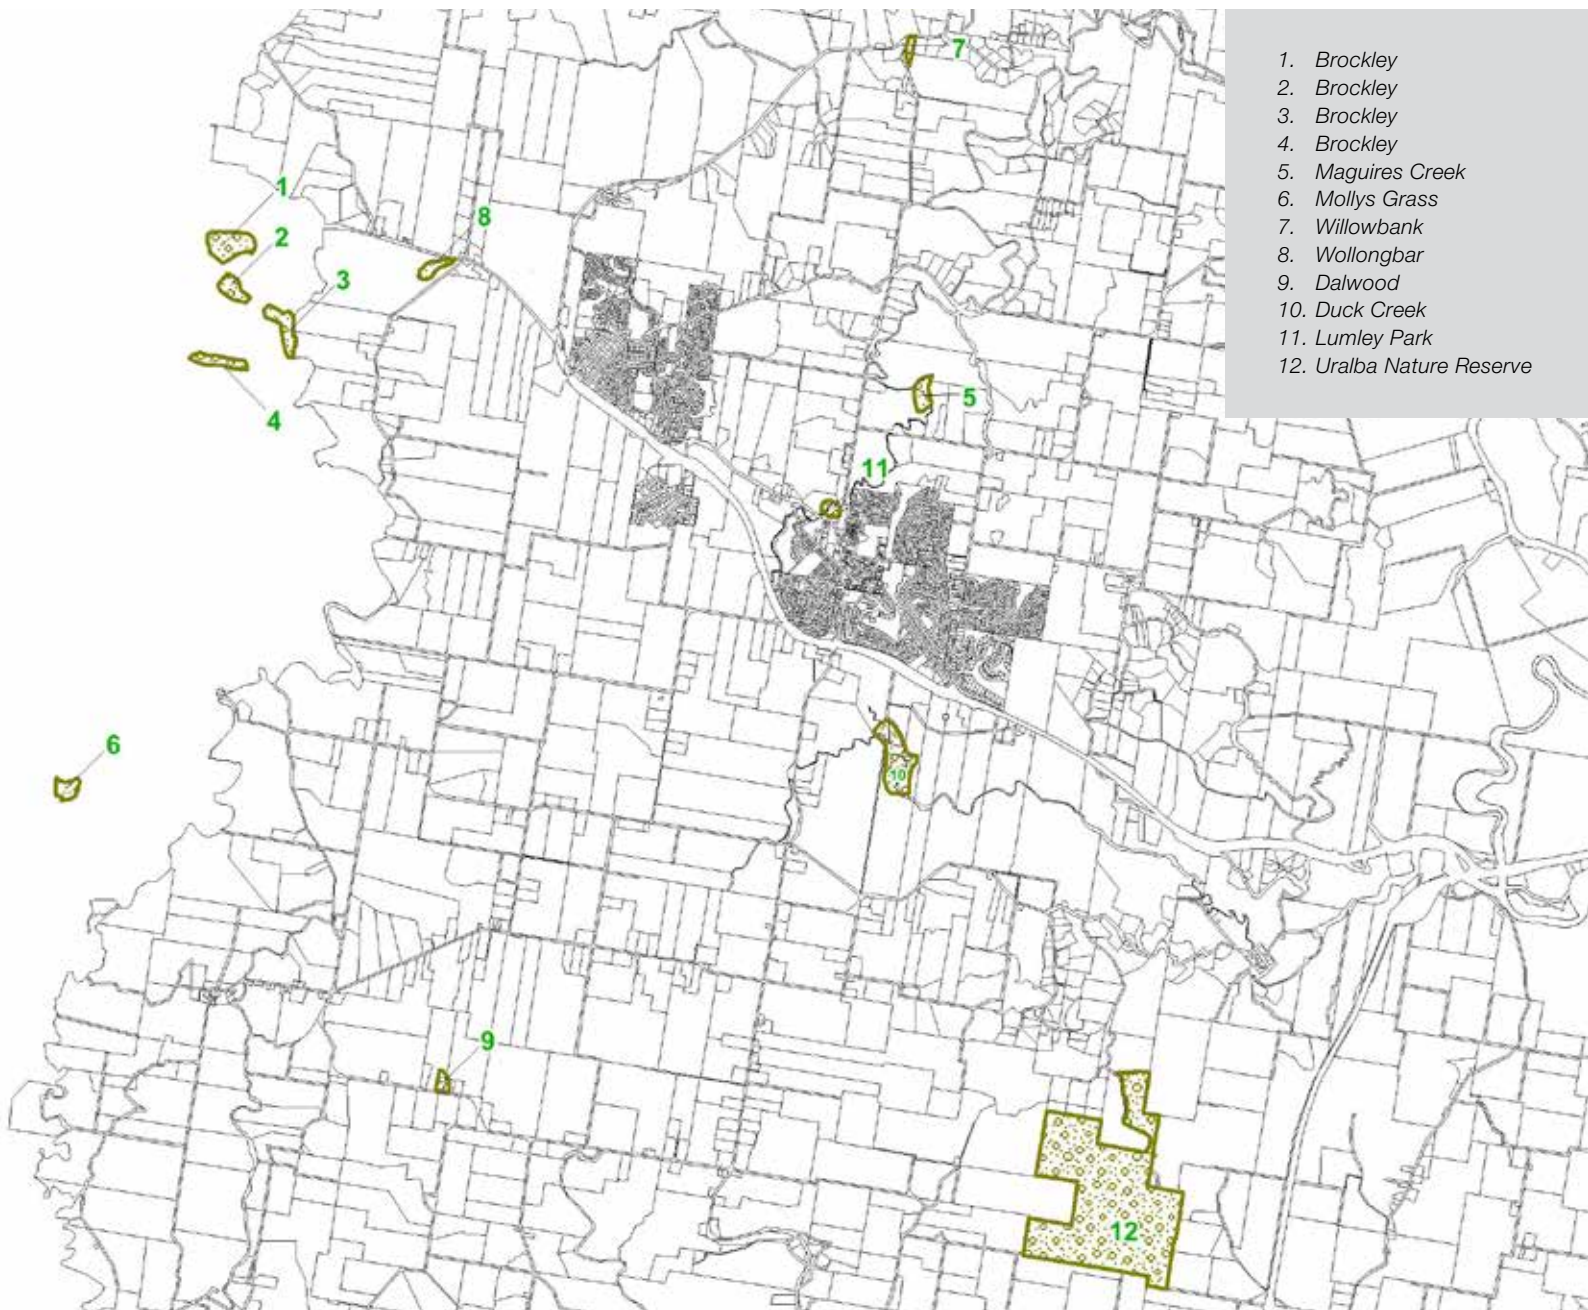 1. Brockley
2. Brockley
3. Brockley
4. Brockley
5. Maguires Creek
6. Mollys Grass
7. Willowbank
8. Wollongbar
9. Dalwood
10. Duck Creek
11. Lumley Park
12. Uralba Nature Reserve
7
1
8
2
3
5
4
11
6
10
9
12